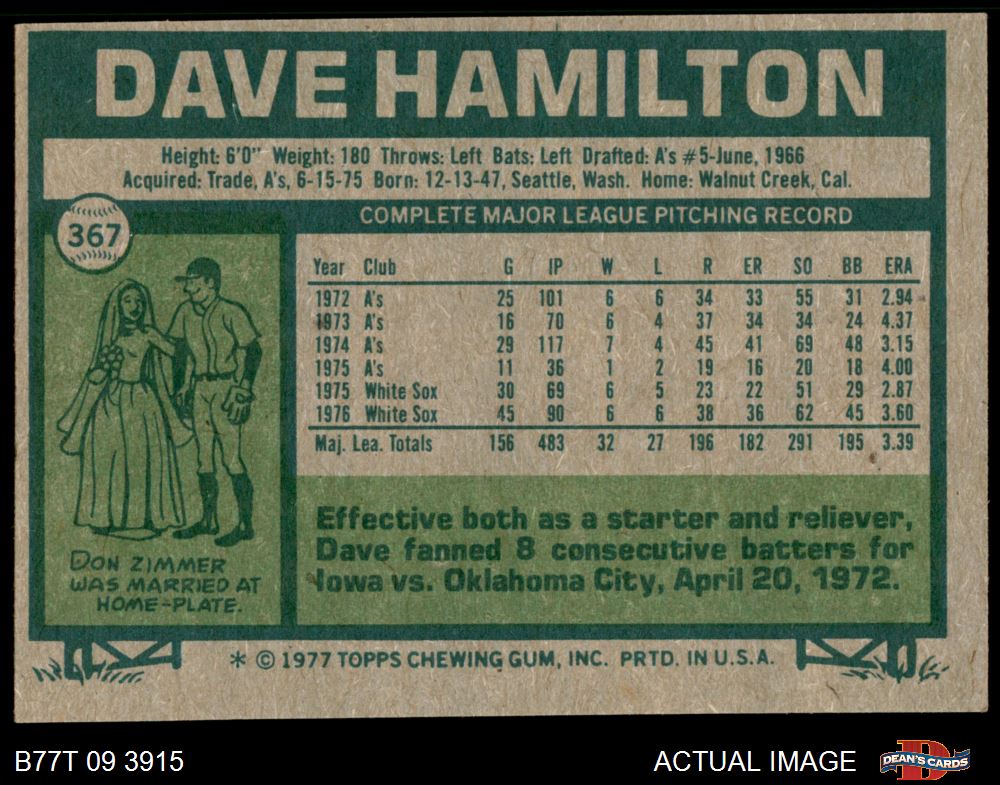 DAVE HAMILTON
Height: 6'0" Weight: 180 Throws: Left Bats: Left Drafted: A's #5-June, 1966
Acquired: Trade, A's, 6-15-75 Born: 12-13-47, Seattle, Wash. Home: Walnut Creek, Cal.
367
COMPLETE MAJOR LEAGUE PITCHING RECORD
Year Club G IP W L R ER SO BB ERA
1972 A's 25 101 6 6 34 33 55 31 2.94
1973 A's 16 70 6 4 37 34 34 24 4.37
1974 A's 29 117 7 4 45 41 69 48 3.15
1975 A's 11 36 1 2 19 16 20 18 4.00
1975 White Sox 30 69 6 5 23 22 51 29 2.87
1976 White Sox 45 90 6 6 38 36 62 45 3.60
Maj. Lea. Totals 156 483 32 27 196 182 291 195 3.39
DON ZIMMER
WAS MARRIED AT
HOME-PLATE.
Effective both as a starter and reliever,
Dave fanned 8 consecutive batters for
Iowa vs. Oklahoma City, April 20, 1972.
* © 1977 TOPPS CHEWING GUM, INC. PRTD. IN U.S.A.
B77T 09 3915
ACTUAL IMAGE
D
DEAN'S CARDS